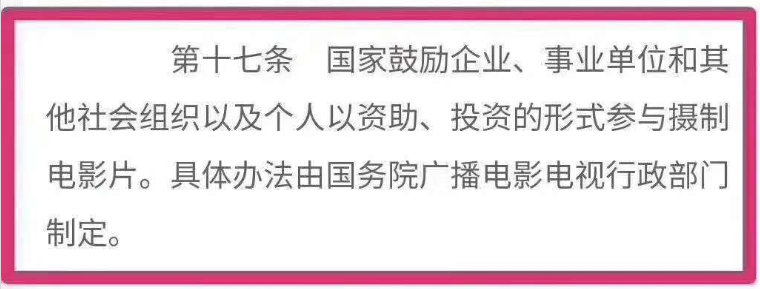 第十七条　国家鼓励企业、事业单位和其
他社会组织以及个人以资助、投资的形式参与摄制
电影片。具体办法由国务院广播电影电视行政部门
制定。